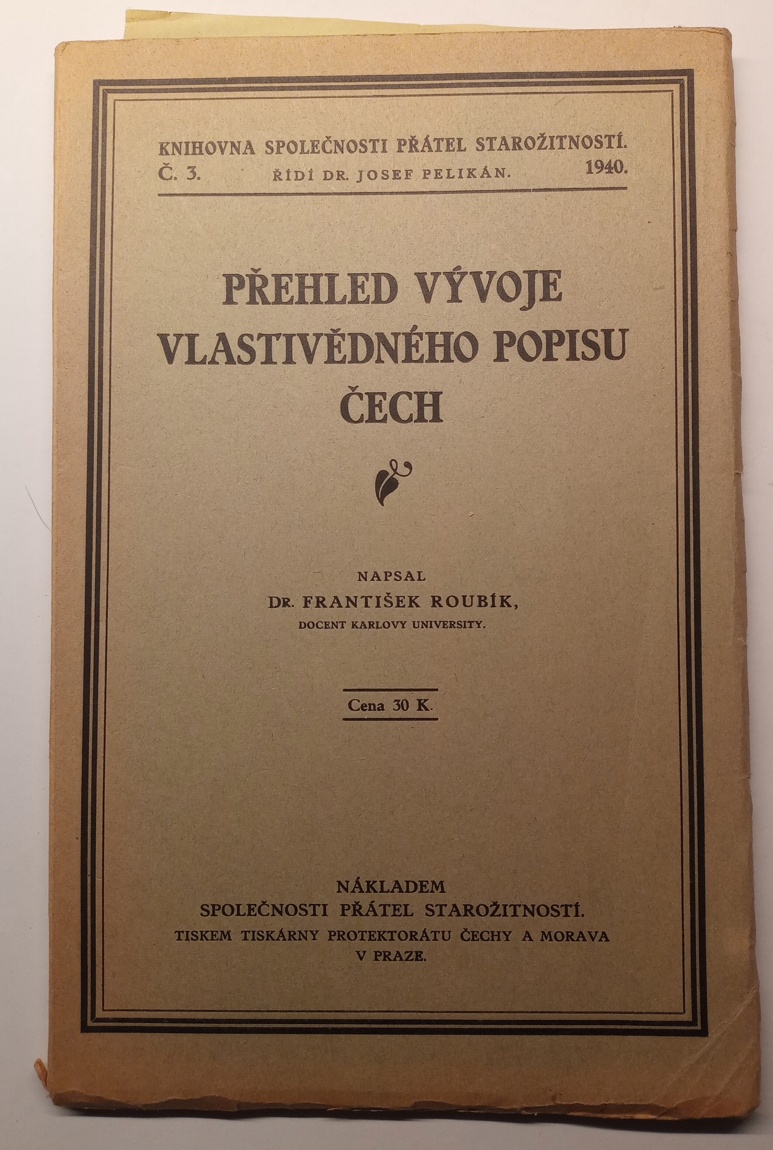 KNIHOVNA SPOLEČNOSTI PŘÁTEL STAROŽITNOSTÍ.
Č. 3. ŘÍDÍ DR. JOSEF PELIKÁN. 1940.
PŘEHLED VÝVOJE
VLASTIVĚDNÉHO POPISU
ČECH
NAPSAL
DR. FRANTIŠEK ROUBÍK,
DOCENT KARLOVY UNIVERSITY.
Cena 30 K.
NÁKLADEM
SPOLEČNOSTI PŘÁTEL STAROŽITNOSTÍ.
TISKEM TISKÁRNY PROTEKTORÁTU ČECHY A MORAVA
V PRAZE.